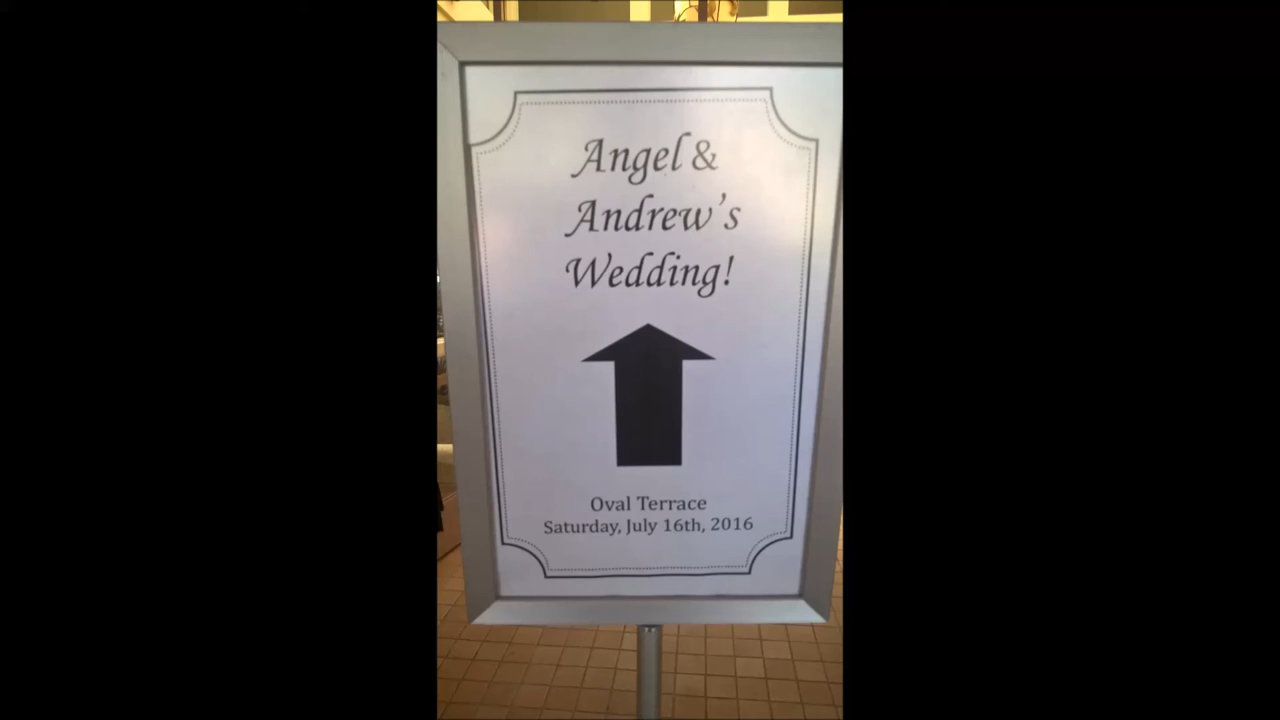 Angel &
Andrew's
Wedding!
Oval Terrace
Saturday, July 16th, 2016